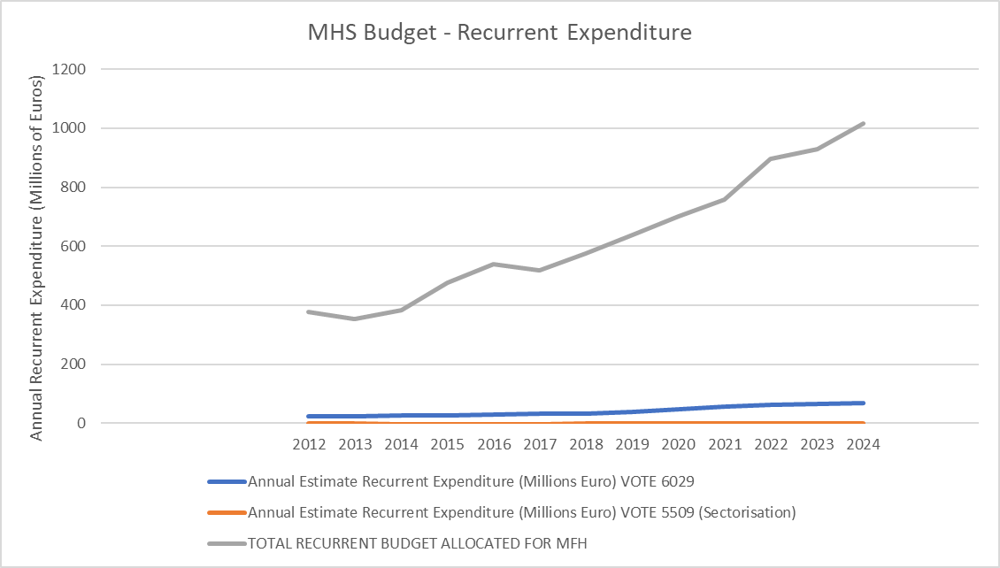 MHS Budget - Recurrent Expenditure
Annual Recurrent Expenditure (Millions of Euros)
1200
1000
800
600
400
200
0
2012 2013 2014 2015 2016 2017 2018 2019 2020 2021 2022 2023 2024
Annual Estimate Recurrent Expenditure (Millions Euro) VOTE 6029
Annual Estimate Recurrent Expenditure (Millions Euro) VOTE 5509 (Sectorisation)
TOTAL RECURRENT BUDGET ALLOCATED FOR MFH